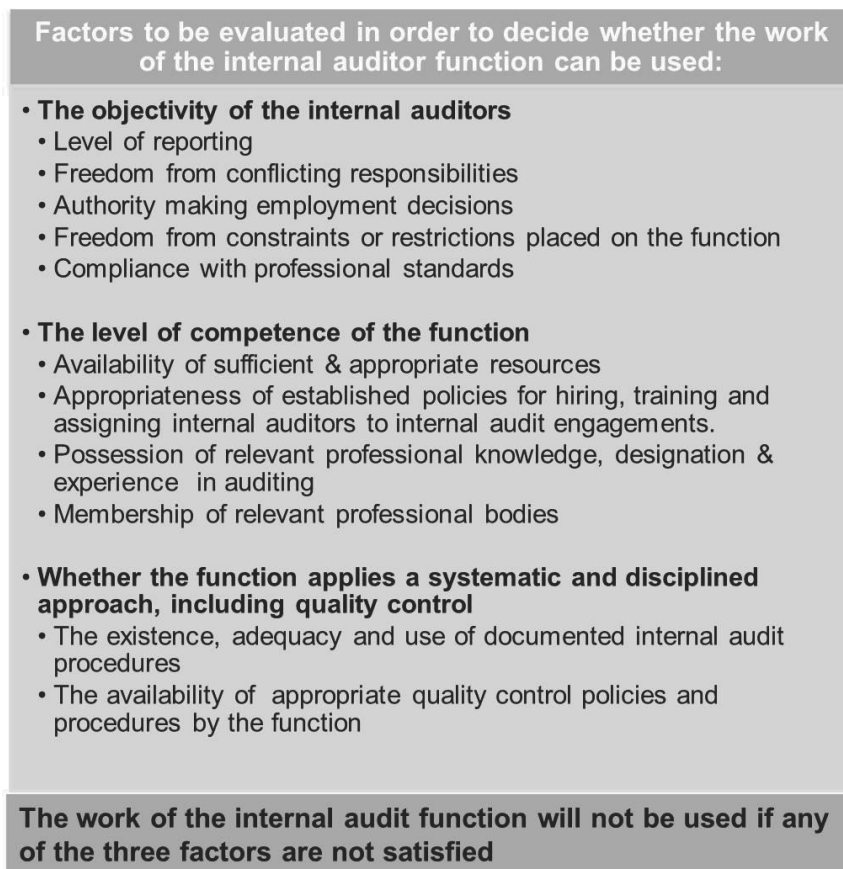 Factors to be evaluated in order to decide whether the work
of the internal auditor function can be used:
• The objectivity of the internal auditors
• Level of reporting
• Freedom from conflicting responsibilities
• Authority making employment decisions
• Freedom from constraints or restrictions placed on the function
• Compliance with professional standards
• The level of competence of the function
• Availability of sufficient & appropriate resources
• Appropriateness of established policies for hiring, training and
assigning internal auditors to internal audit engagements.
• Possession of relevant professional knowledge, designation &
experience in auditing
• Membership of relevant professional bodies
• Whether the function applies a systematic and disciplined
approach, including quality control
• The existence, adequacy and use of documented internal audit
procedures
• The availability of appropriate quality control policies and
procedures by the function
The work of the internal audit function will not be used if any
of the three factors are not satisfied